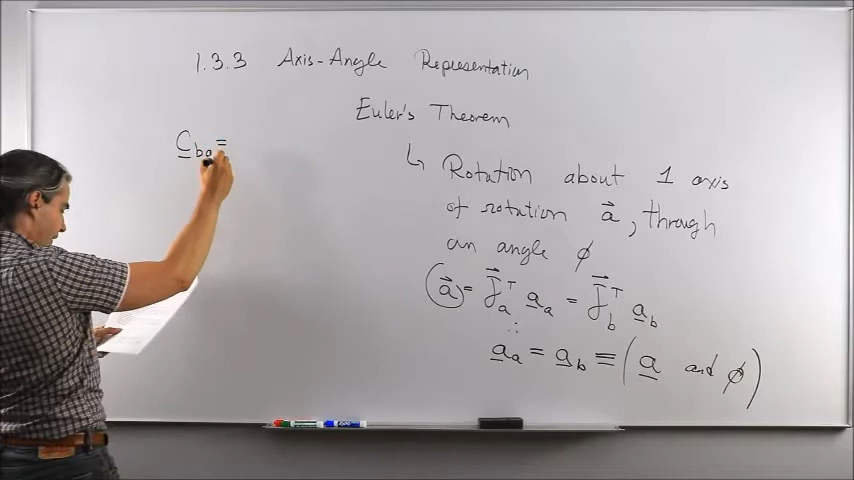 1.3.3 Axis-Angle Representation
Euler's Theorem
C_ba =
↳ Rotation about 1 axis
of rotation a⃗, through
an angle ϕ
a⃗ = F⃗_a^T a_a = F⃗_b^T a_b
∴
a_a = a_b ≡ (a and ϕ)